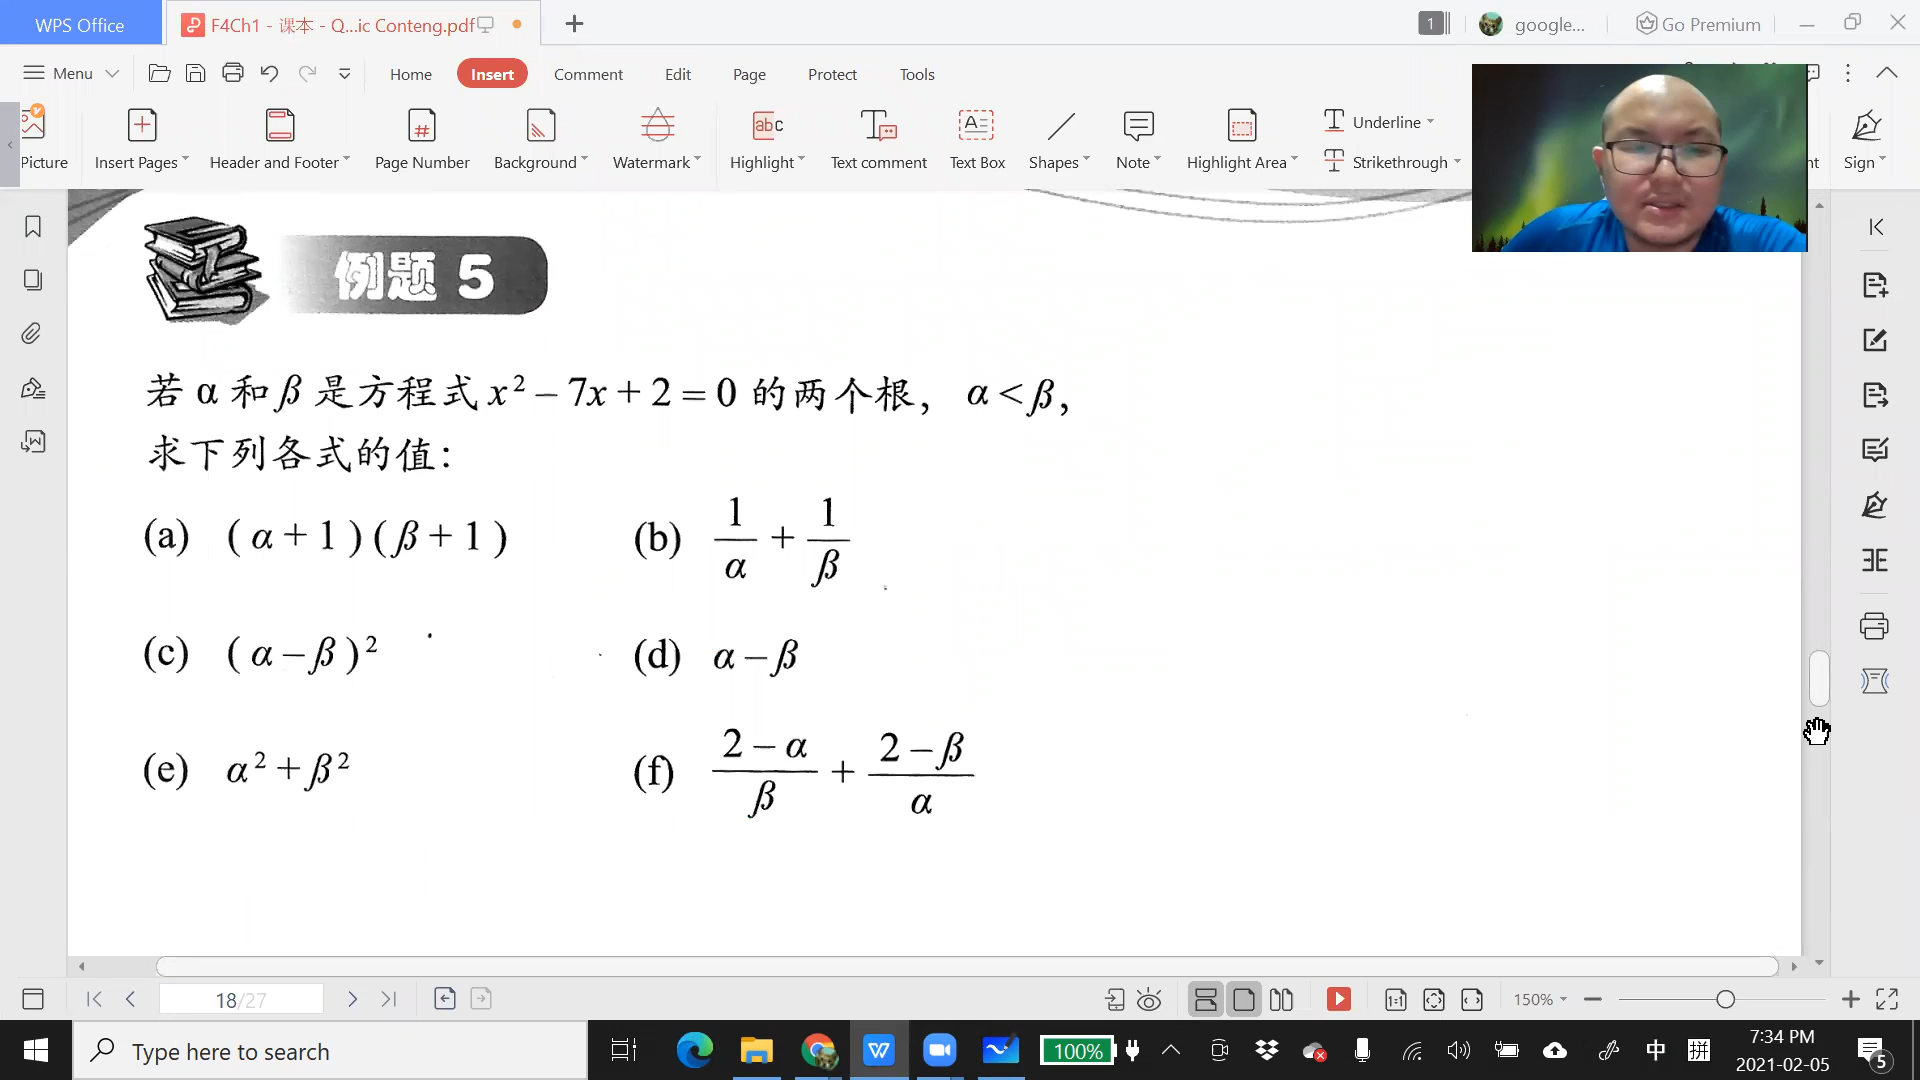 WPS Office
F4Ch1 - 课本 - Q...ic Conteng.pdf
1
google...
Go Premium
Menu
Home
Insert
Comment
Edit
Page
Protect
Tools
Picture
Insert Pages
Header and Footer
Page Number
Background
Watermark
Highlight
Text comment
Text Box
Shapes
Note
Highlight Area
Underline
Strikethrough
Sign
例题 5
若 α 和 β 是方程式 x² − 7x + 2 = 0 的两个根， α < β，
求下列各式的值：
(a) (α + 1)(β + 1)
(b) 1/α + 1/β
(c) (α − β)²
(d) α − β
(e) α² + β²
(f) (2 − α)/β + (2 − β)/α
18/27
150%
Type here to search
100%
中
拼
7:34 PM
2021-02-05
5